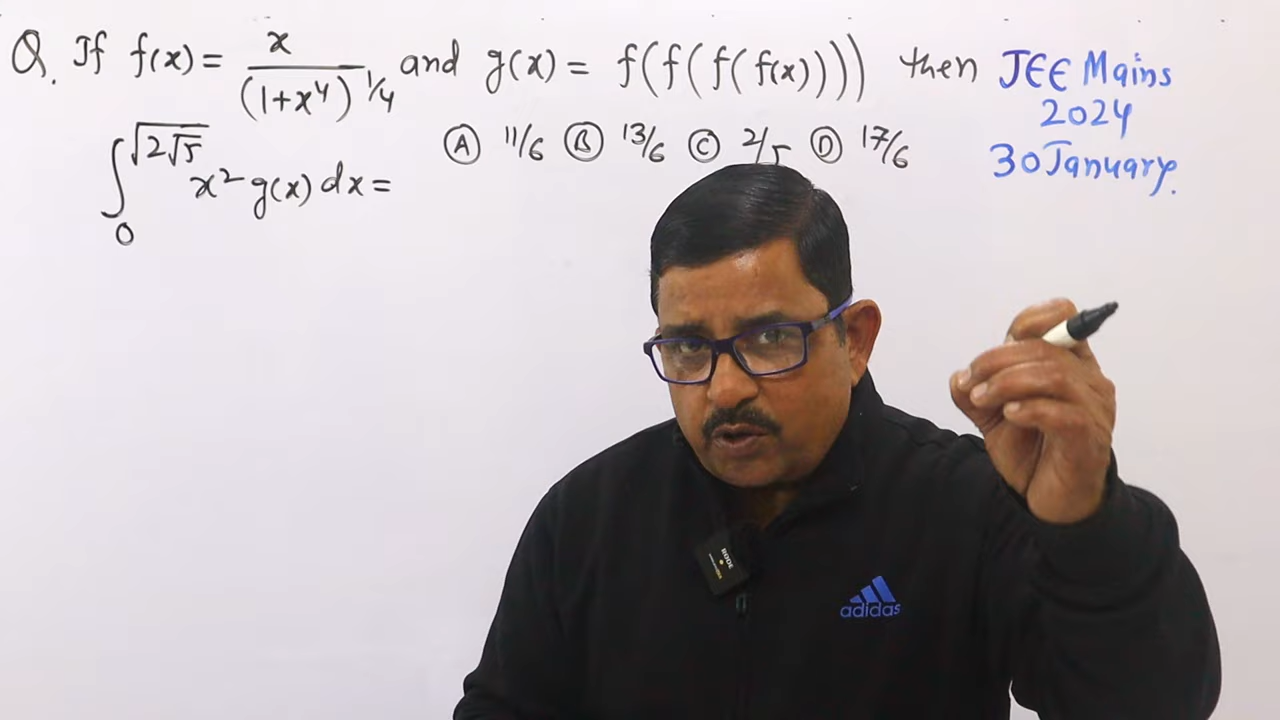 Q. If f(x) = x/(1+x⁴)^1/4 and g(x) = f(f(f(f(x)))) then JEE Mains
2024
30 January.
∫₀^√(2√5) x² g(x) dx =
Ⓐ 11/6 Ⓑ 13/6 Ⓒ 2/5 Ⓓ 17/6
RODE
adidas